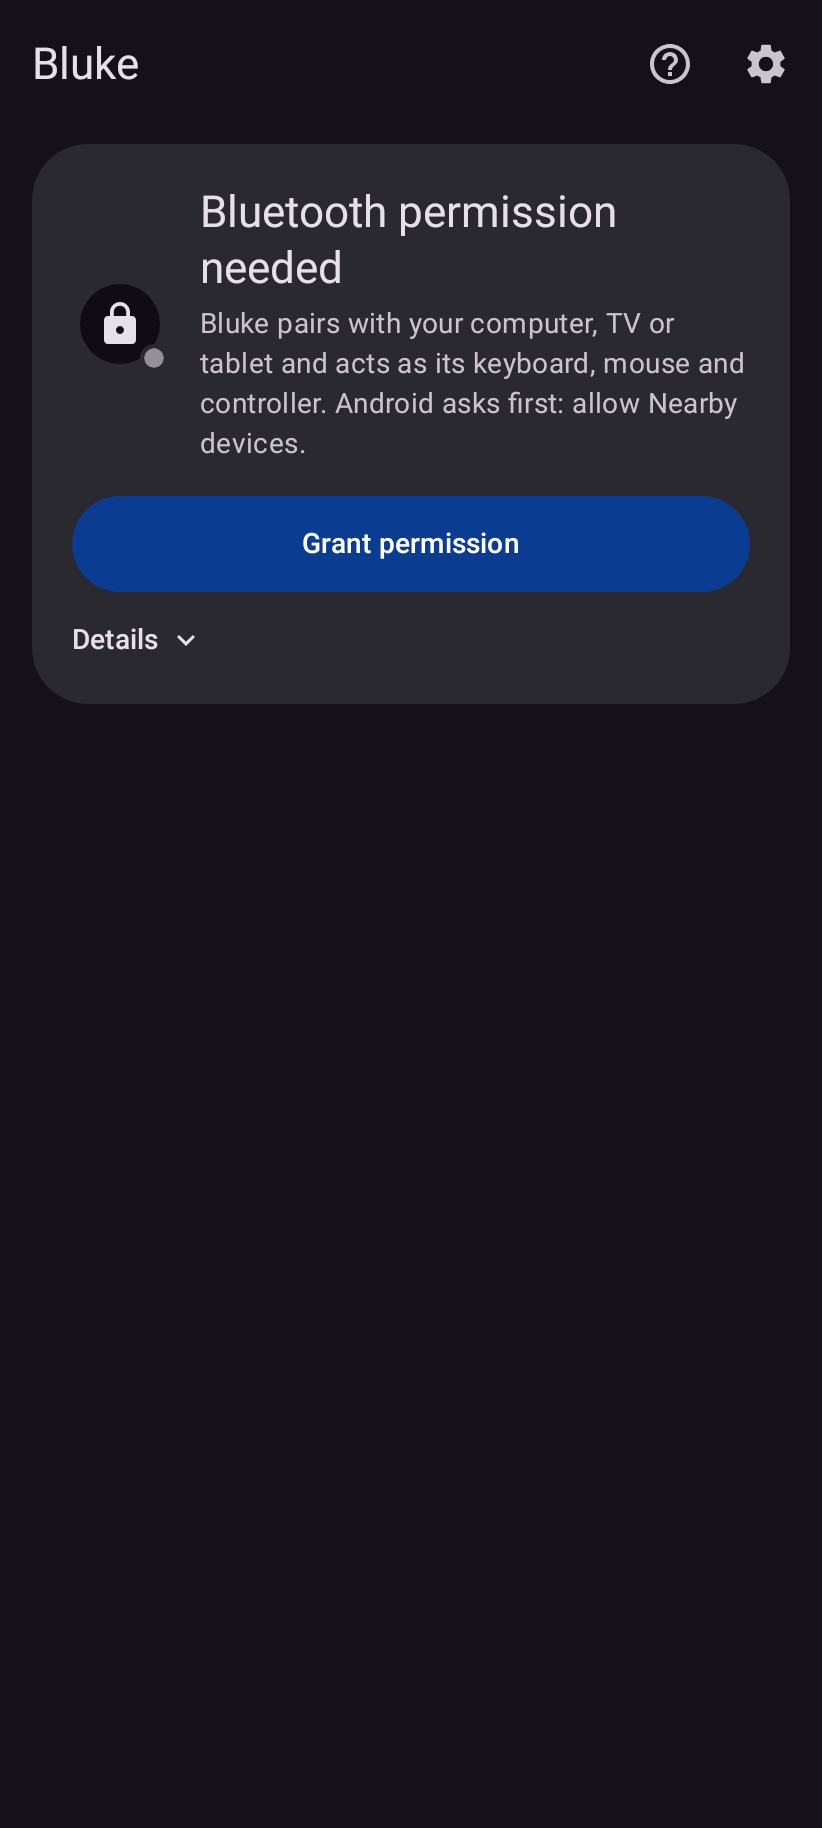 Bluke
Bluetooth permission
needed
Bluke pairs with your computer, TV or
tablet and acts as its keyboard, mouse and
controller. Android asks first: allow Nearby
devices.
Grant permission
Details